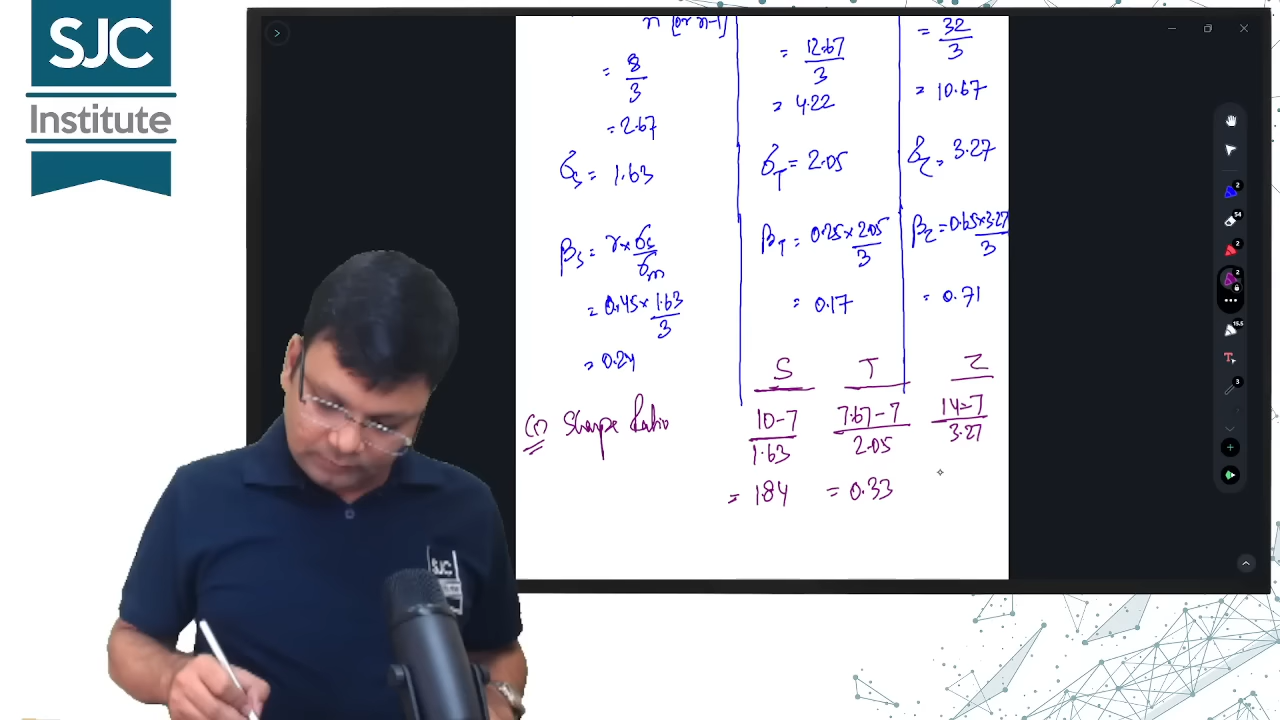 SJC
Institute
n [or n-1]
= 8/3
= 2.67
σS = 1.63
βS = r × σs/σm
= 0.45 × 1.63/3
= 0.24
= 12.67/3
= 4.22
σT = 2.05
βT = 0.25 × 2.05/3
= 0.17
= 32/3
= 10.67
σZ = 3.27
βZ = 0.65 × 3.27/3
= 0.71
S T Z
Sharpe Ratio 10-7/1.63 7.67-7/2.05 14-7/3.27
= 1.84 = 0.33
SJC